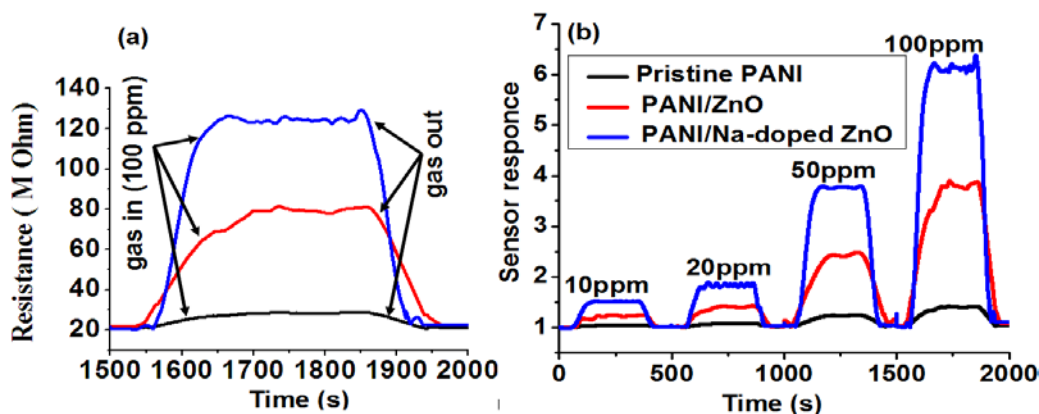 (a)
140
120
100
80
60
40
20
Resistance ( M Ohm)
gas in (100 ppm)
gas out
1500 1600 1700 1800 1900 2000
Time (s)
(b)
7
6
5
4
3
2
1
0
Sensor responce
Pristine PANI
PANI/ZnO
PANI/Na-doped ZnO
10ppm
20ppm
50ppm
100ppm
0 500 1000 1500 2000
Time (s)